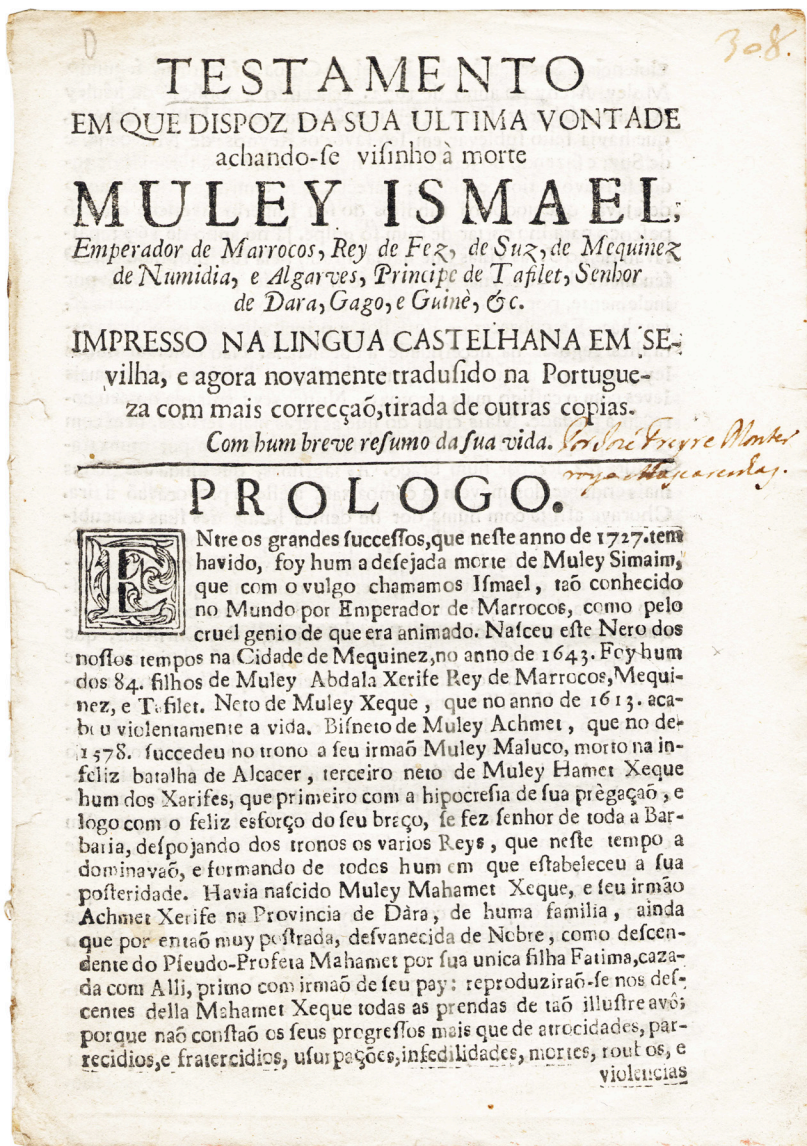 D
308.
TESTAMENTO
EM QUE DISPOZ DA SUA ULTIMA VONTADE
achando-ſe viſinho à morte
MULEY ISMAEL,
Emperador de Marrocos, Rey de Fez, de Suz, de Mequinez
de Numidia, e Algarves, Principe de Tafilet, Senhor
de Dara, Gago, e Guinè, &c.
IMPRESSO NA LINGUA CASTELHANA EM SE-
vilha, e agora novamente traduſido na Portugue-
za com mais correcçaõ, tirada de outras copias.
Com hum breve reſumo da ſua vida. Por José Freyre Monter
royo Mascarenhas.
PROLOGO.
ENtre os grandes ſucceſſos, que neſte anno de 1727. tem
havido, foy hum a deſejada morte de Muley Simaim,
que com o vulgo chamamos Iſmael, taõ conhecido
no Mundo por Emperador de Marrocos, como pelo
cruel genio de que era animado. Naſceu eſte Nero dos
noſſos tempos na Cidade de Mequinez, no anno de 1643. Foy hum
dos 84. filhos de Muley Abdala Xerife Rey de Marrocos, Mequi-
nez, e Tafilet. Neto de Muley Xeque, que no anno de 1613. aca-
bou violentamente a vida. Biſneto de Muley Achmet, que no de
1578. ſuccedeu no trono a ſeu irmaõ Muley Maluco, morto na in-
feliz batalha de Alcacer, terceiro neto de Muley Hamet Xeque
hum dos Xarifes, que primeiro com a hipocreſia de ſua prègaçaõ, e
logo com o feliz esforço do ſeu braço, ſe fez ſenhor de toda a Bar-
baria, deſpojando dos tronos os varios Reys, que neſte tempo a
dominavaõ, e formando de todos hum em que eſtabeleceu a ſua
poſteridade. Havia naſcido Muley Mahamet Xeque, e ſeu irmão
Achmet Xerife na Provincia de Dàra, de huma familia, ainda
que por entaõ muy poſtrada, deſvanecida de Nobre, como deſcen-
dente do Pſeudo-Profeta Mahamet por ſua unica filha Fatima, caza-
da com Alli, primo com irmaõ de ſeu pay: reproduziraõ-ſe nos deſ-
centes della Mahamet Xeque todas as prendas de taõ illuſtre avô;
porque naõ conſtaõ os ſeus progreſſos mais que de atrocidades, par-
recidios, e fratercidios, uſurpações, infedilidades, mortes, roubos, e
violencias